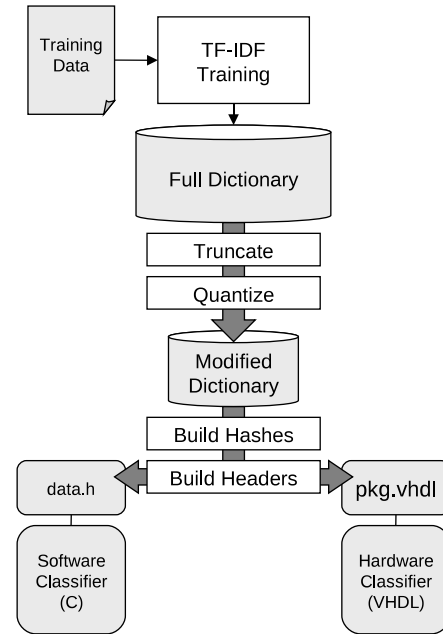 Training
Data
TF-IDF
Training
Full Dictionary
Truncate
Quantize
Modified
Dictionary
Build Hashes
Build Headers
data.h
pkg.vhdl
Software
Classifier
(C)
Hardware
Classifier
(VHDL)